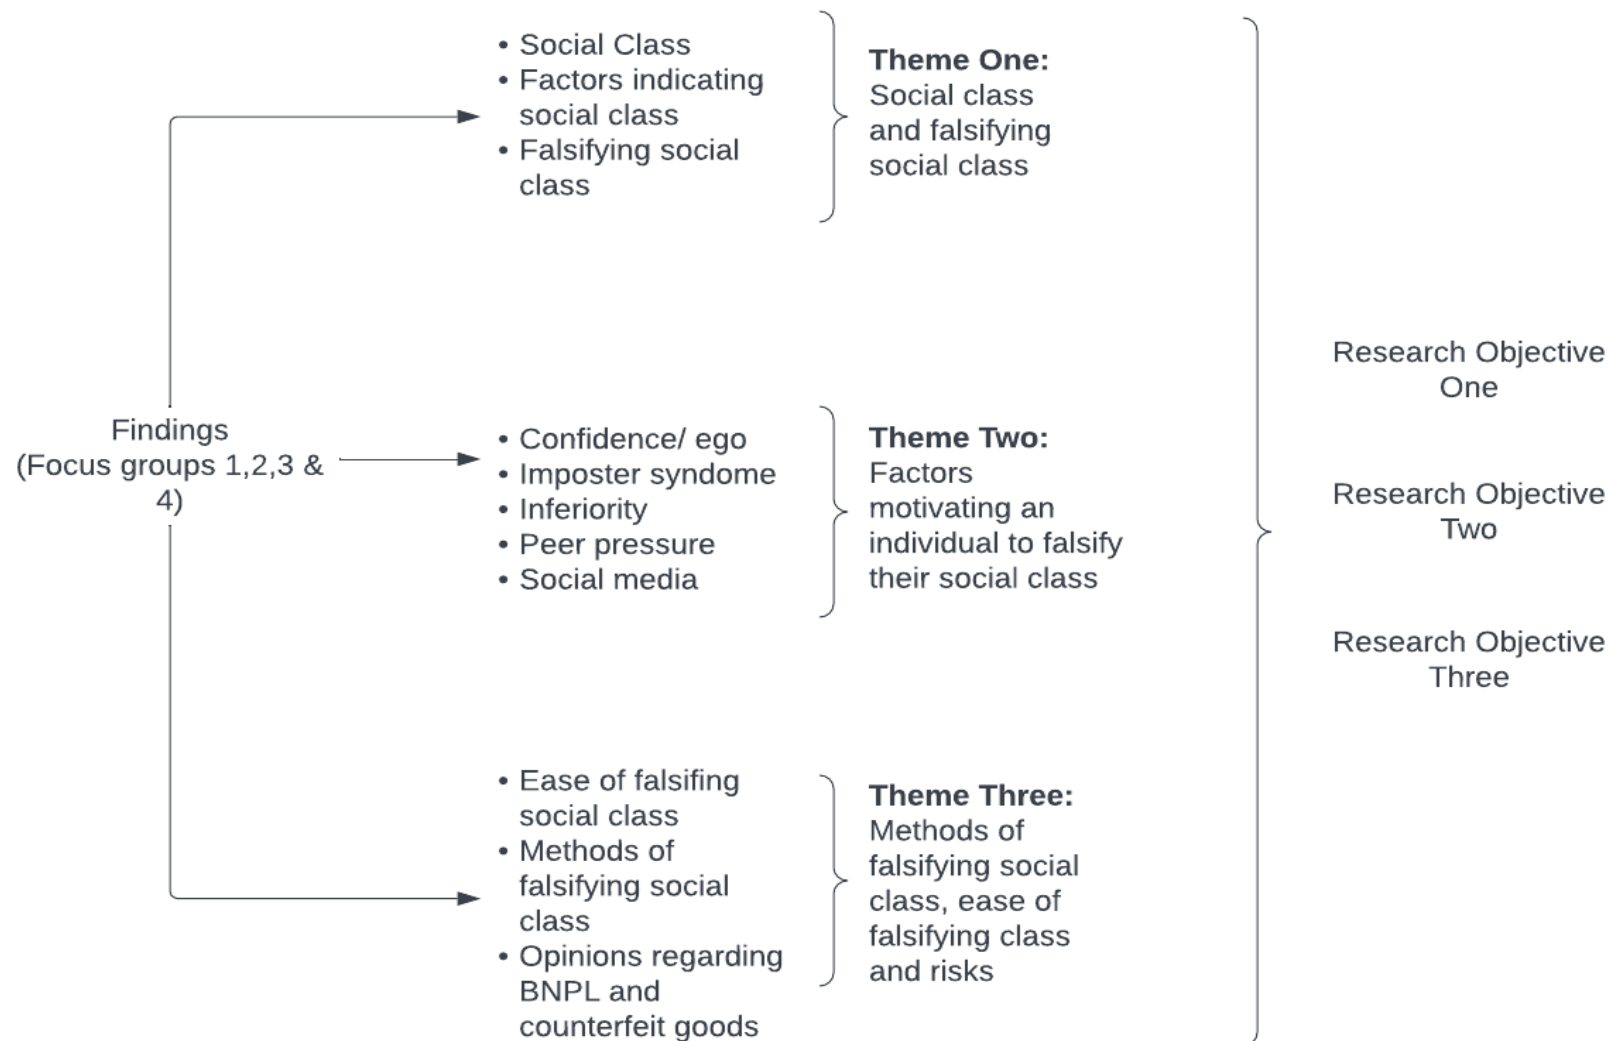 Findings
(Focus groups 1,2,3 &
4)
• Social Class
• Factors indicating
social class
• Falsifying social
class
Theme One:
Social class
and falsifying
social class
• Confidence/ ego
• Imposter syndome
• Inferiority
• Peer pressure
• Social media
Theme Two:
Factors
motivating an
individual to falsify
their social class
• Ease of falsifing
social class
• Methods of
falsifying social
class
• Opinions regarding
BNPL and
counterfeit goods
Theme Three:
Methods of
falsifying social
class, ease of
falsifying class
and risks
Research Objective
One
Research Objective
Two
Research Objective
Three